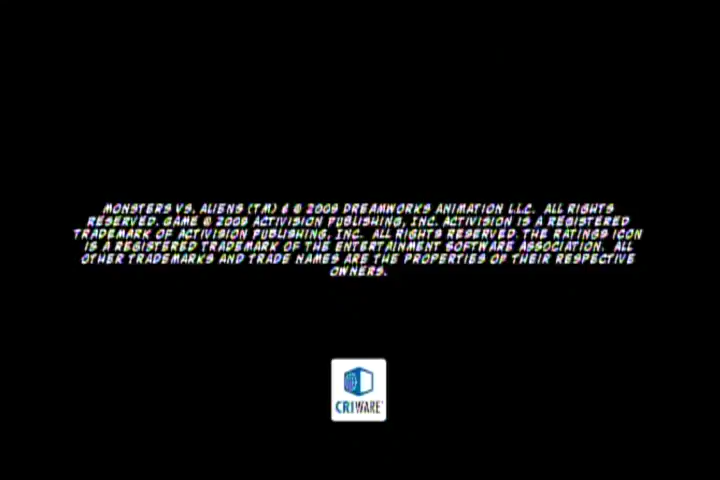 MONSTERS VS. ALIENS (TM) & © 2009 DREAMWORKS ANIMATION L.L.C. ALL RIGHTS
RESERVED. GAME © 2009 ACTIVISION PUBLISHING, INC. ACTIVISION IS A REGISTERED
TRADEMARK OF ACTIVISION PUBLISHING, INC. ALL RIGHTS RESERVED. THE RATINGS ICON
IS A REGISTERED TRADEMARK OF THE ENTERTAINMENT SOFTWARE ASSOCIATION. ALL
OTHER TRADEMARKS AND TRADE NAMES ARE THE PROPERTIES OF THEIR RESPECTIVE
OWNERS.
CRIWARE